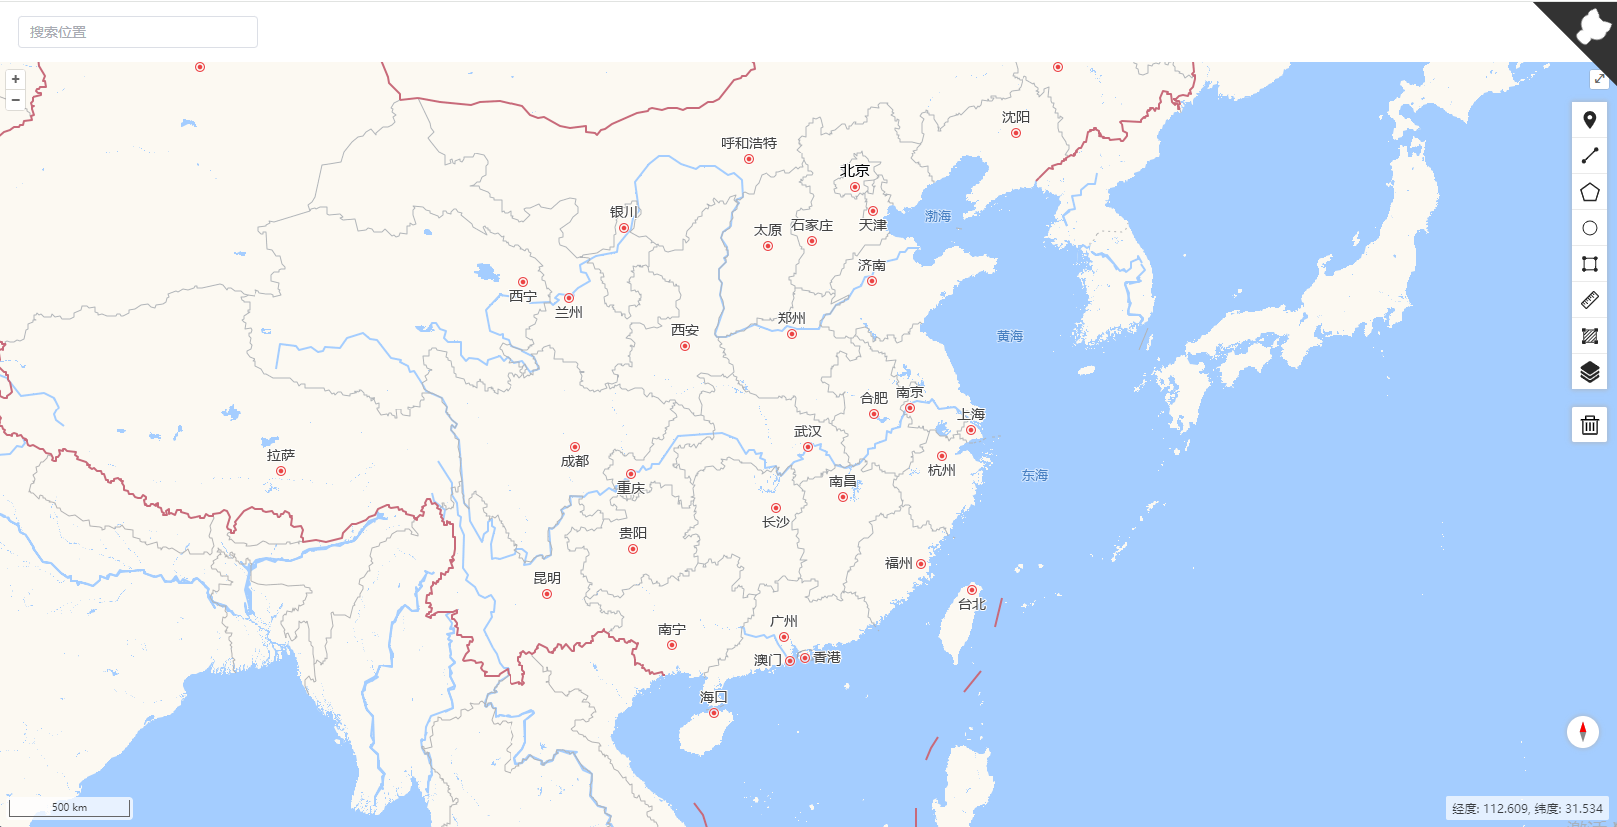 搜索位置
+
−
沈阳
呼和浩特
北京
银川
太原
石家庄
天津
渤海
济南
西宁
兰州
郑州
西安
黄海
南京
合肥
上海
武汉
拉萨
成都
杭州
东海
南昌
重庆
长沙
贵阳
福州
昆明
台北
广州
南宁
澳门
香港
海口
500 km
经度: 112.609, 纬度: 31.534